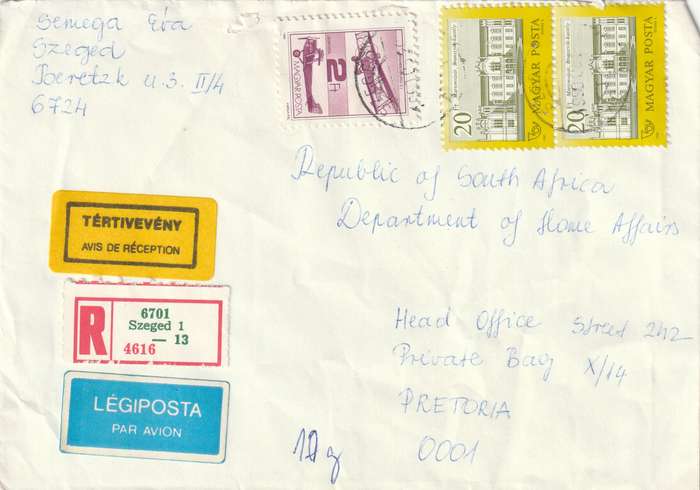 Semega Éva
Szeged
Beretzk u. 3. II/4
6724
2 Ft
MAGYAR POSTA
20 Ft
MAGYAR POSTA
20 Ft
MAGYAR POSTA
Republic of South Africa
Department of Home Affairs
TÉRTIVEVÉNY
AVIS DE RÉCEPTION
R
6701
Szeged 1
— 13
4616
LÉGIPOSTA
PAR AVION
Head Office Street 242
Private Bag X/14
PRETORIA
0001